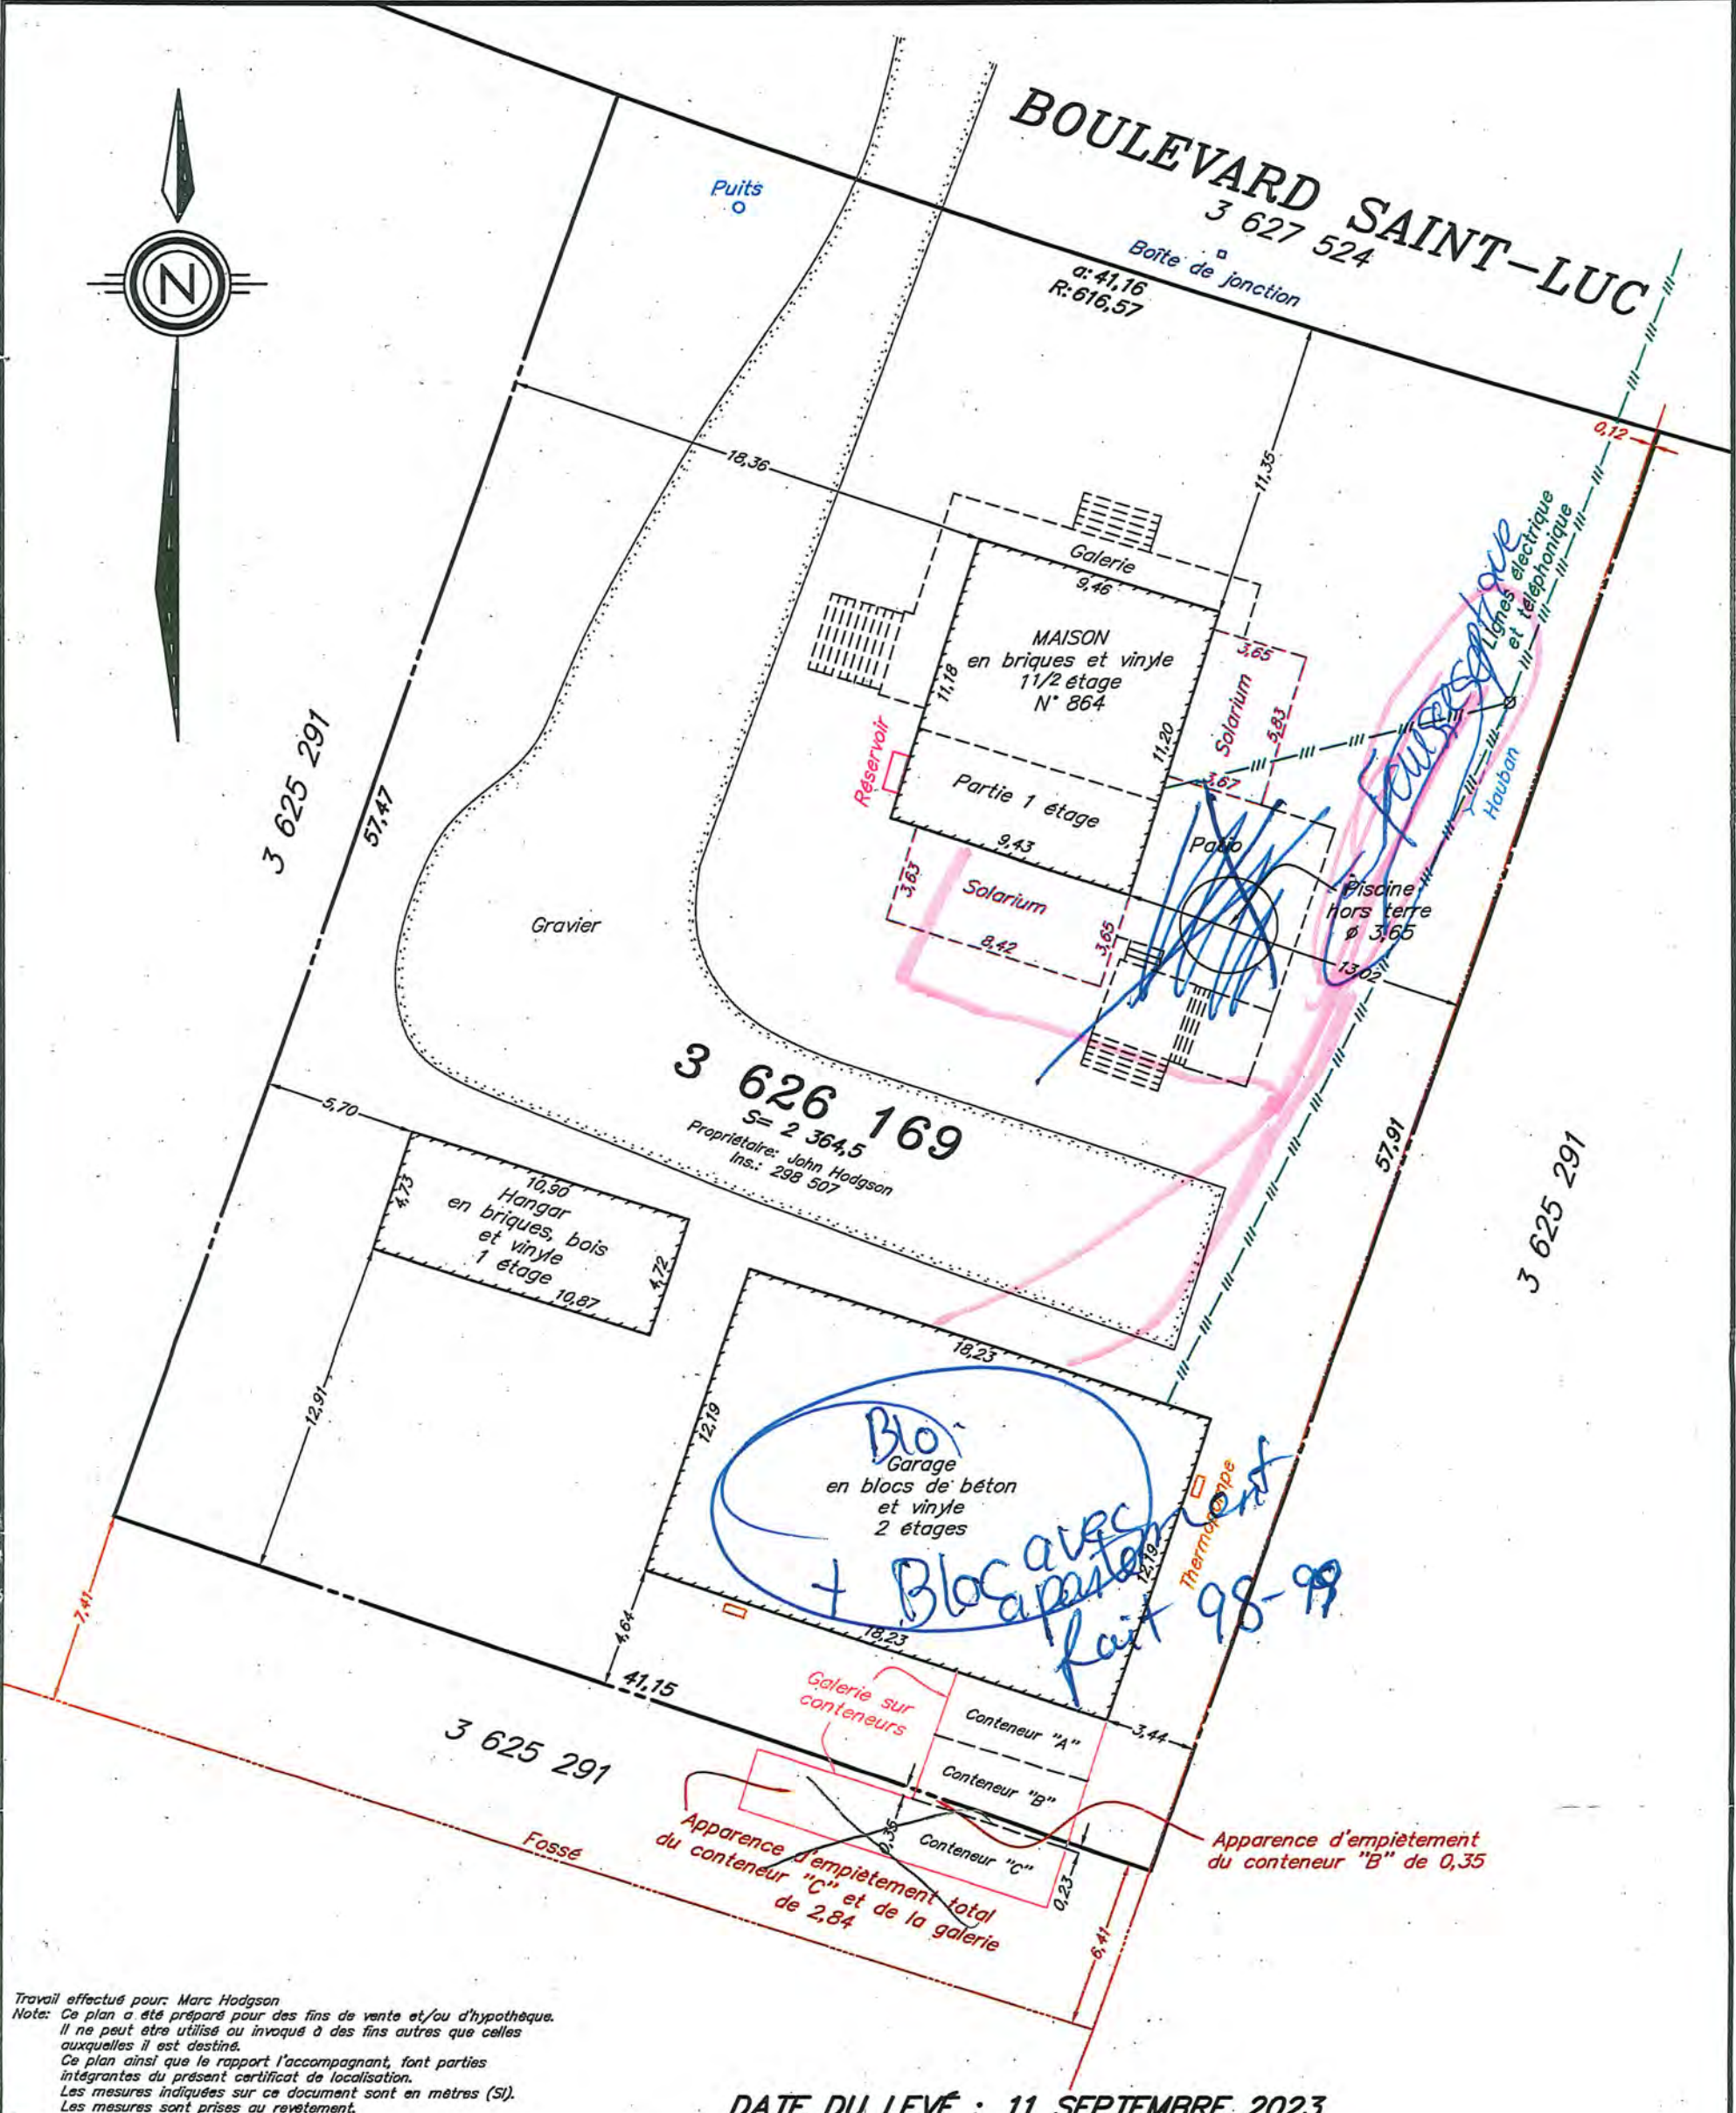 BOULEVARD SAINT-LUC
3 627 524
Puits
Boîte de jonction
a: 41,16
R: 616,57
N
0,12
18,36
11,35
Lignes électrique
et téléphonique
Galerie
9,46
MAISON
en briques et vinyle
1 1/2 étage
N° 864
11,18
11,20
3,65
Solarium
5,83
3,67
Réservoir
Partie 1 étage
9,43
Hauban
Patio
Piscine
hors terre
ø 3,65
3,63
Solarium
8,42
3,65
13,02
3 625 291
57,47
Gravier
3 626 169
S= 2 364,5
Propriétaire: John Hodgson
Ins.: 298 507
57,91
3 625 291
5,70
4,73
10,90
Hangar
en briques, bois
et vinyle
1 étage
4,72
10,87
12,91
18,23
12,19
Blo
Garage
en blocs de béton
et vinyle
2 étages
12,19
Thermopompe
+ Bloc avec
apartement
fait 98-99
18,23
4,64
7,41
41,15
Galerie sur
conteneurs
Conteneur "A"
3,44
Conteneur "B"
3 625 291
0,35
Conteneur "C"
0,23
Apparence d'empiètement
du conteneur "B" de 0,35
Apparence d'empiètement total
du conteneur "C" et de la galerie
de 2,84
Fossé
6,41
Travail effectué pour: Marc Hodgson
Note: Ce plan a été préparé pour des fins de vente et/ou d'hypothèque.
Il ne peut être utilisé ou invoqué à des fins autres que celles
auxquelles il est destiné.
Ce plan ainsi que le rapport l'accompagnant, font parties
intégrantes du présent certificat de localisation.
Les mesures indiquées sur ce document sont en mètres (SI).
Les mesures sont prises au revêtement.
DATE DU LEVÉ : 11 SEPTEMBRE 2023